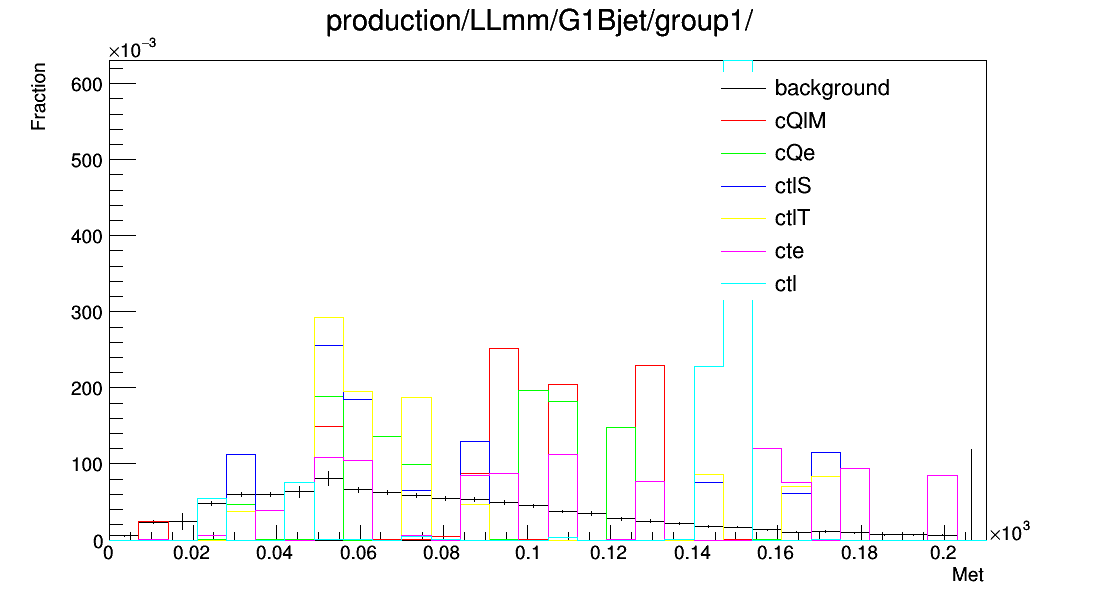 production/LLmm/G1Bjet/group1/
×10⁻³
Fraction
600
500
400
300
200
100
0
background
cQlM
cQe
ctlS
ctlT
cte
ctl
0 0.02 0.04 0.06 0.08 0.1 0.12 0.14 0.16 0.18 0.2
×10³
Met